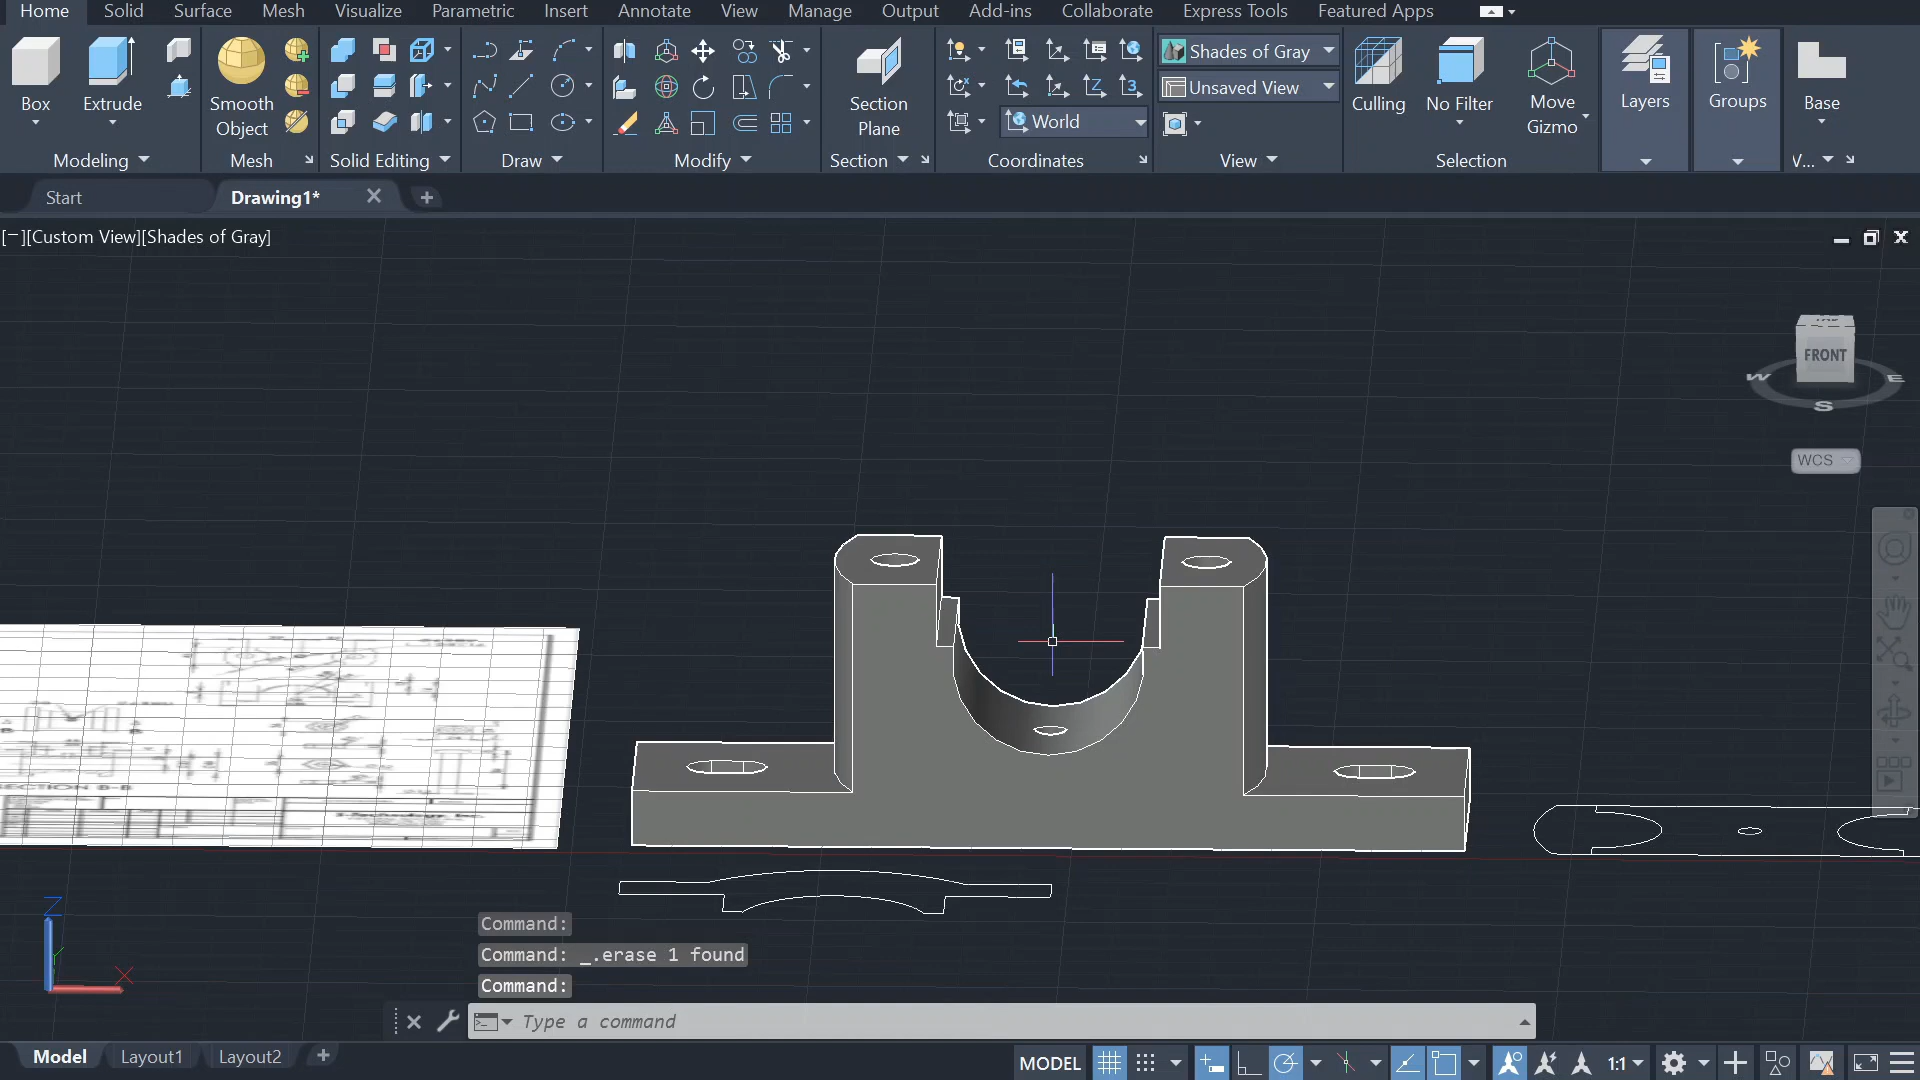 Home Solid Surface Mesh Visualize Parametric Insert Annotate View Manage Output Add-ins Collaborate Express Tools Featured Apps
Box
Extrude
Modeling
Smooth
Object
Mesh
Solid Editing
Draw
Modify
Section
Plane
Section
World
Coordinates
Shades of Gray
Unsaved View
View
Culling
No Filter
Move
Gizmo
Selection
Layers
Groups
Base
V...
Start
Drawing1*
[−][Custom View][Shades of Gray]
FRONT
W
E
S
WCS
SECTION B-B
Z
Y
X
Command:
Command: _.erase 1 found
Command:
Type a command
Model Layout1 Layout2
MODEL
1:1